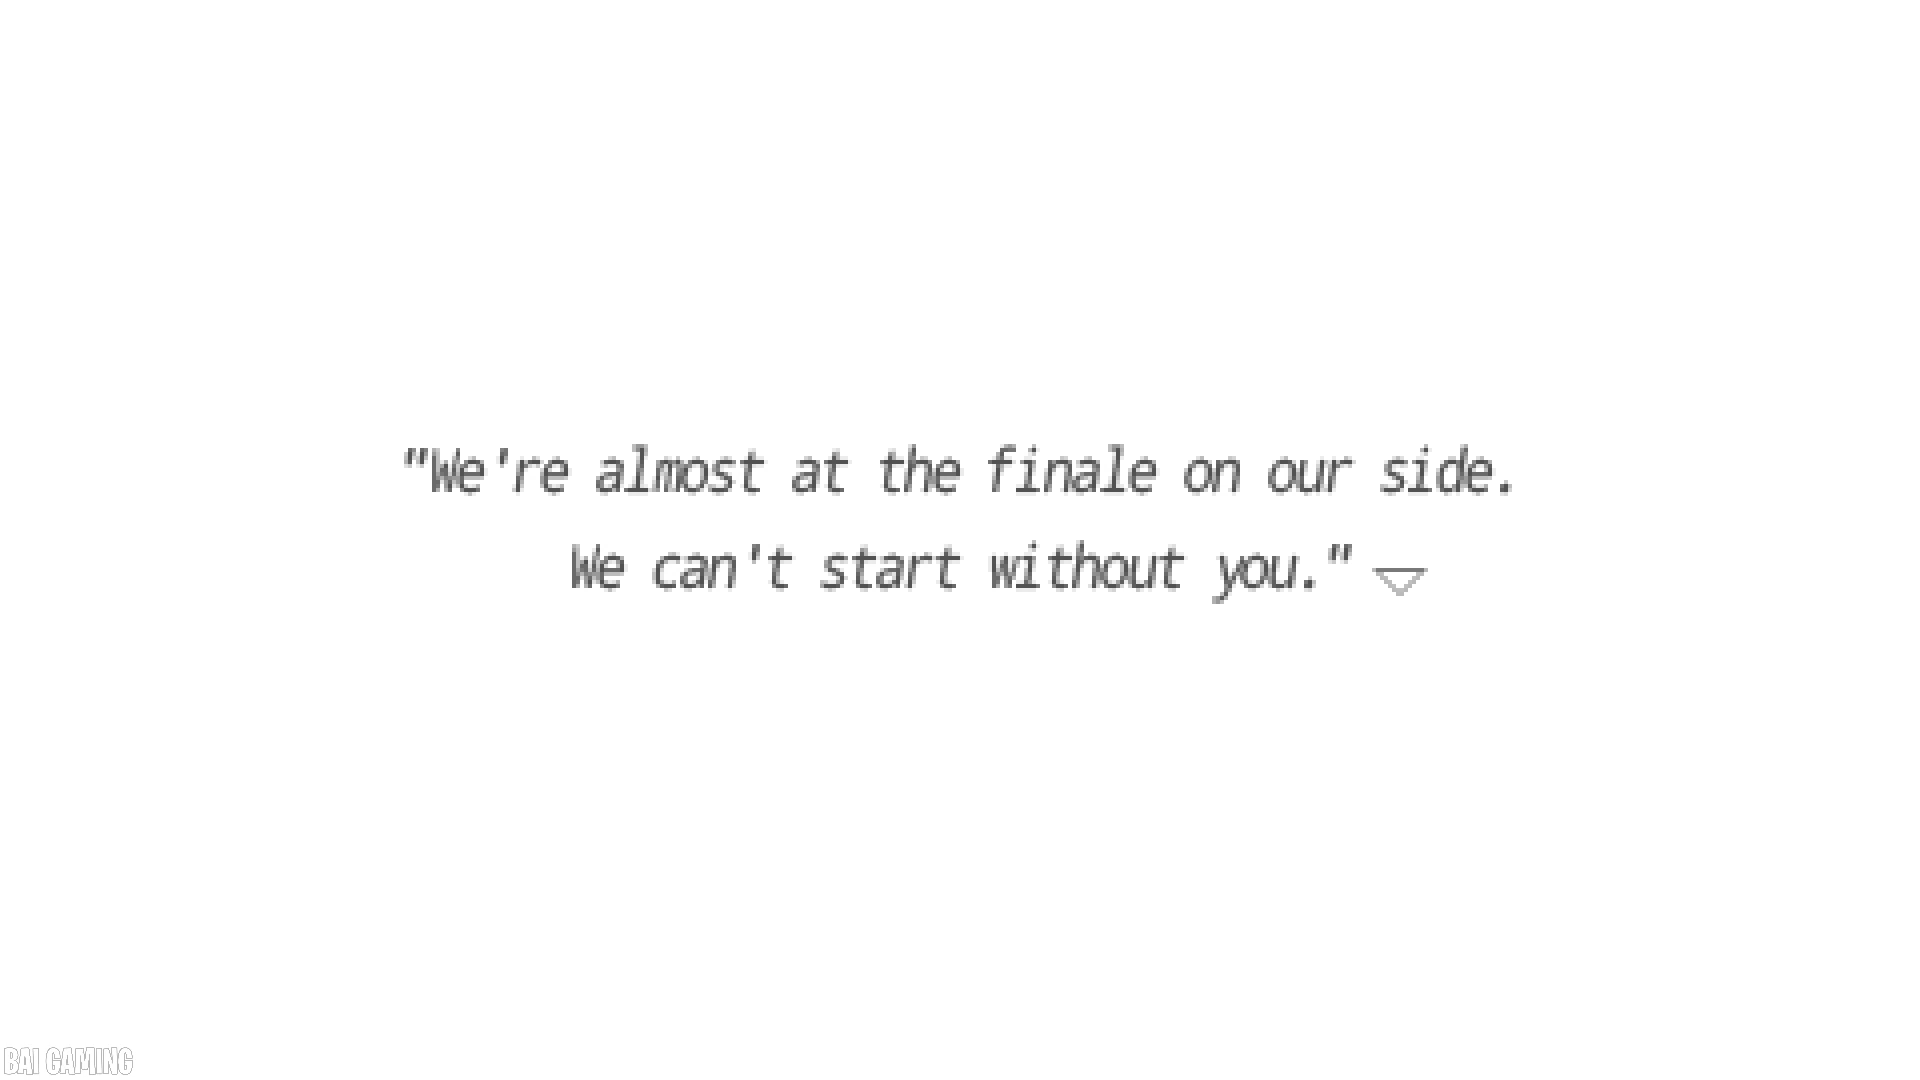 "We're almost at the finale on our side.
We can't start without you."
BAI GAMING